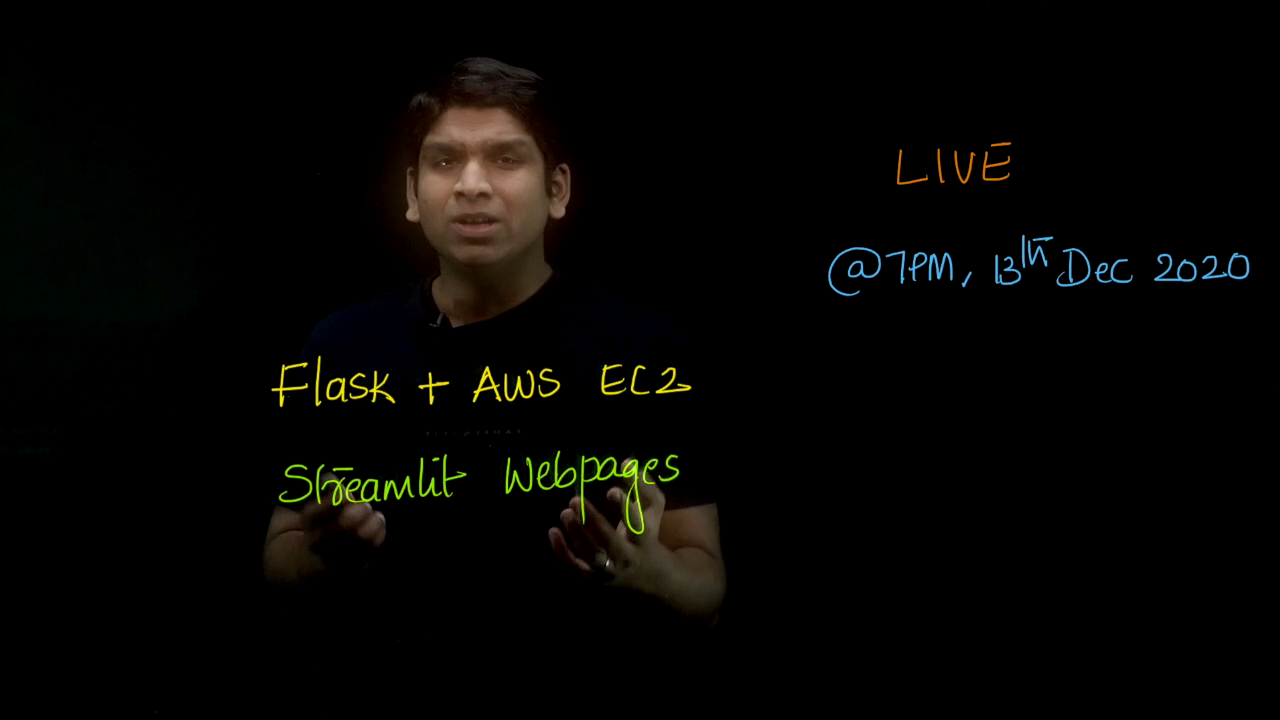 LIVE
@7PM, 13th Dec 2020
Flask + AWS EC2
Streamlit Webpages